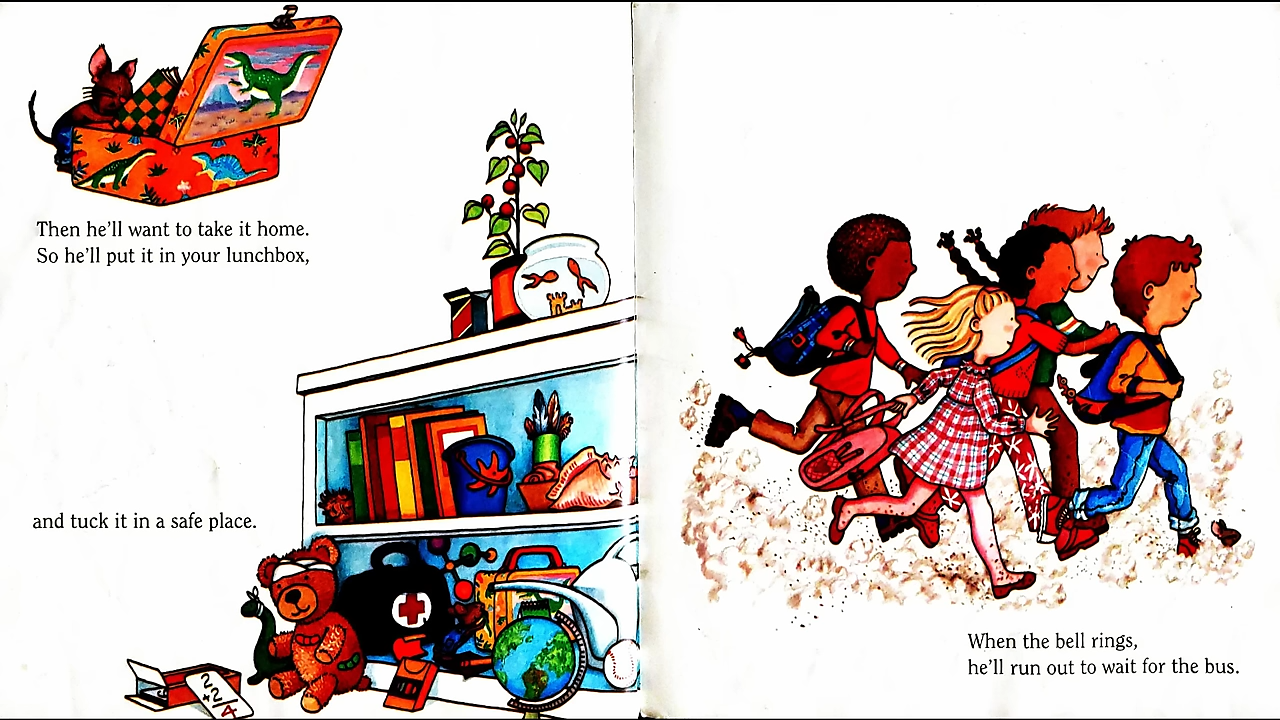 Then he'll want to take it home.
So he'll put it in your lunchbox,
and tuck it in a safe place.
2
+2
4
When the bell rings,
he'll run out to wait for the bus.